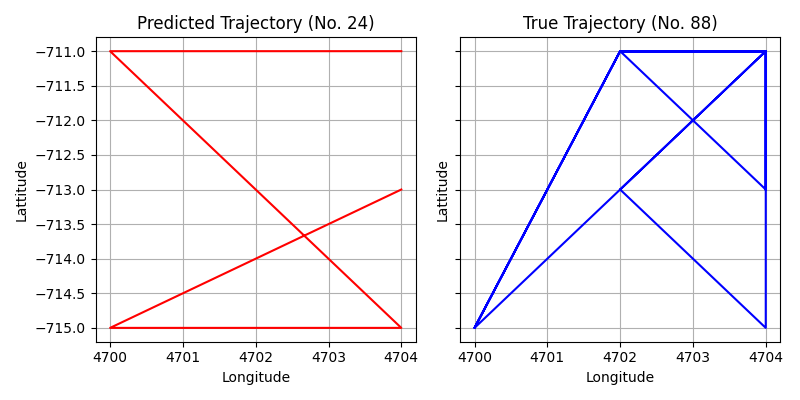 Predicted Trajectory (No. 24)
True Trajectory (No. 88)
−711.0
−711.5
−712.0
−712.5
−713.0
−713.5
−714.0
−714.5
−715.0
Lattitude
Lattitude
4700 4701 4702 4703 4704
4700 4701 4702 4703 4704
Longitude
Longitude